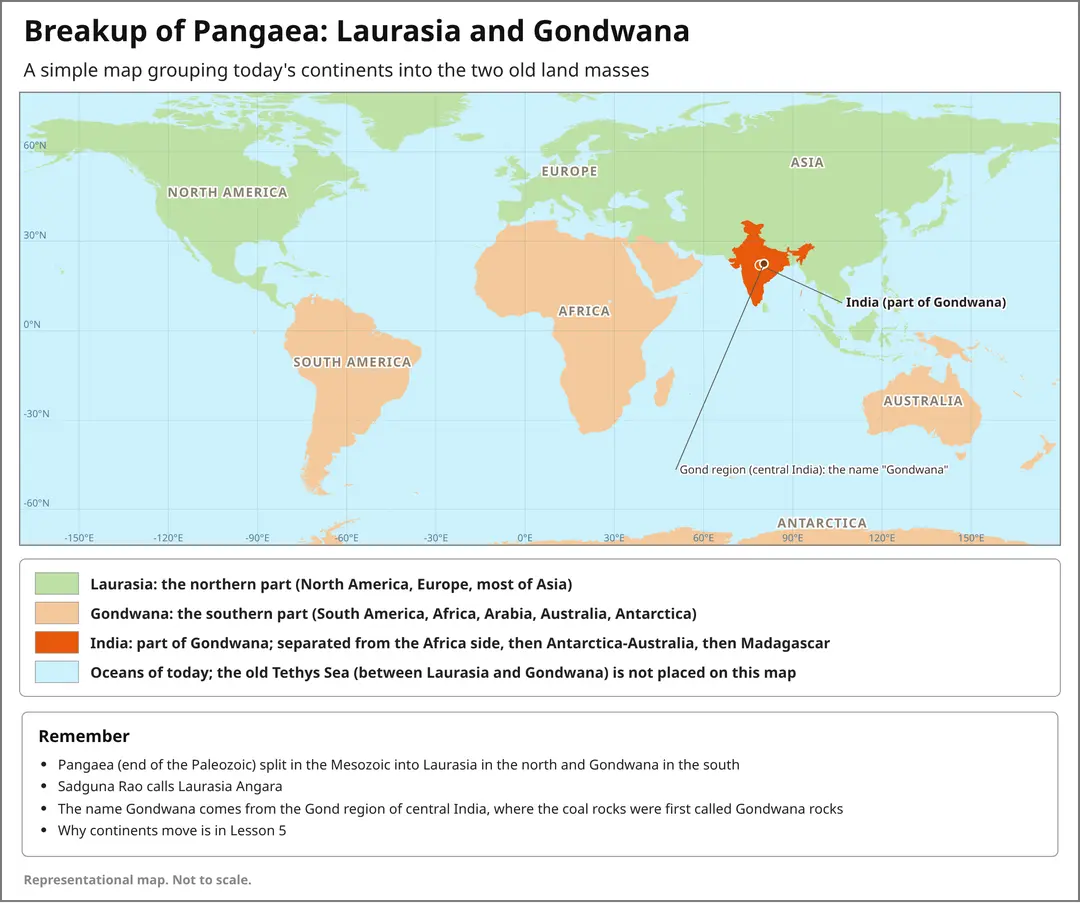 Breakup of Pangaea: Laurasia and Gondwana
A simple map grouping today's continents into the two old land masses
60°N
30°N
0°N
-30°N
-60°N
NORTH AMERICA
EUROPE
ASIA
India (part of Gondwana)
AFRICA
SOUTH AMERICA
AUSTRALIA
Gond region (central India): the name "Gondwana"
ANTARCTICA
-150°E
-120°E
-90°E
-60°E
-30°E
0°E
30°E
60°E
90°E
120°E
150°E
Laurasia: the northern part (North America, Europe, most of Asia)
Gondwana: the southern part (South America, Africa, Arabia, Australia, Antarctica)
India: part of Gondwana; separated from the Africa side, then Antarctica-Australia, then Madagascar
Oceans of today; the old Tethys Sea (between Laurasia and Gondwana) is not placed on this map
Remember
• Pangaea (end of the Paleozoic) split in the Mesozoic into Laurasia in the north and Gondwana in the south
• Sadguna Rao calls Laurasia Angara
• The name Gondwana comes from the Gond region of central India, where the coal rocks were first called Gondwana rocks
• Why continents move is in Lesson 5
Representational map. Not to scale.